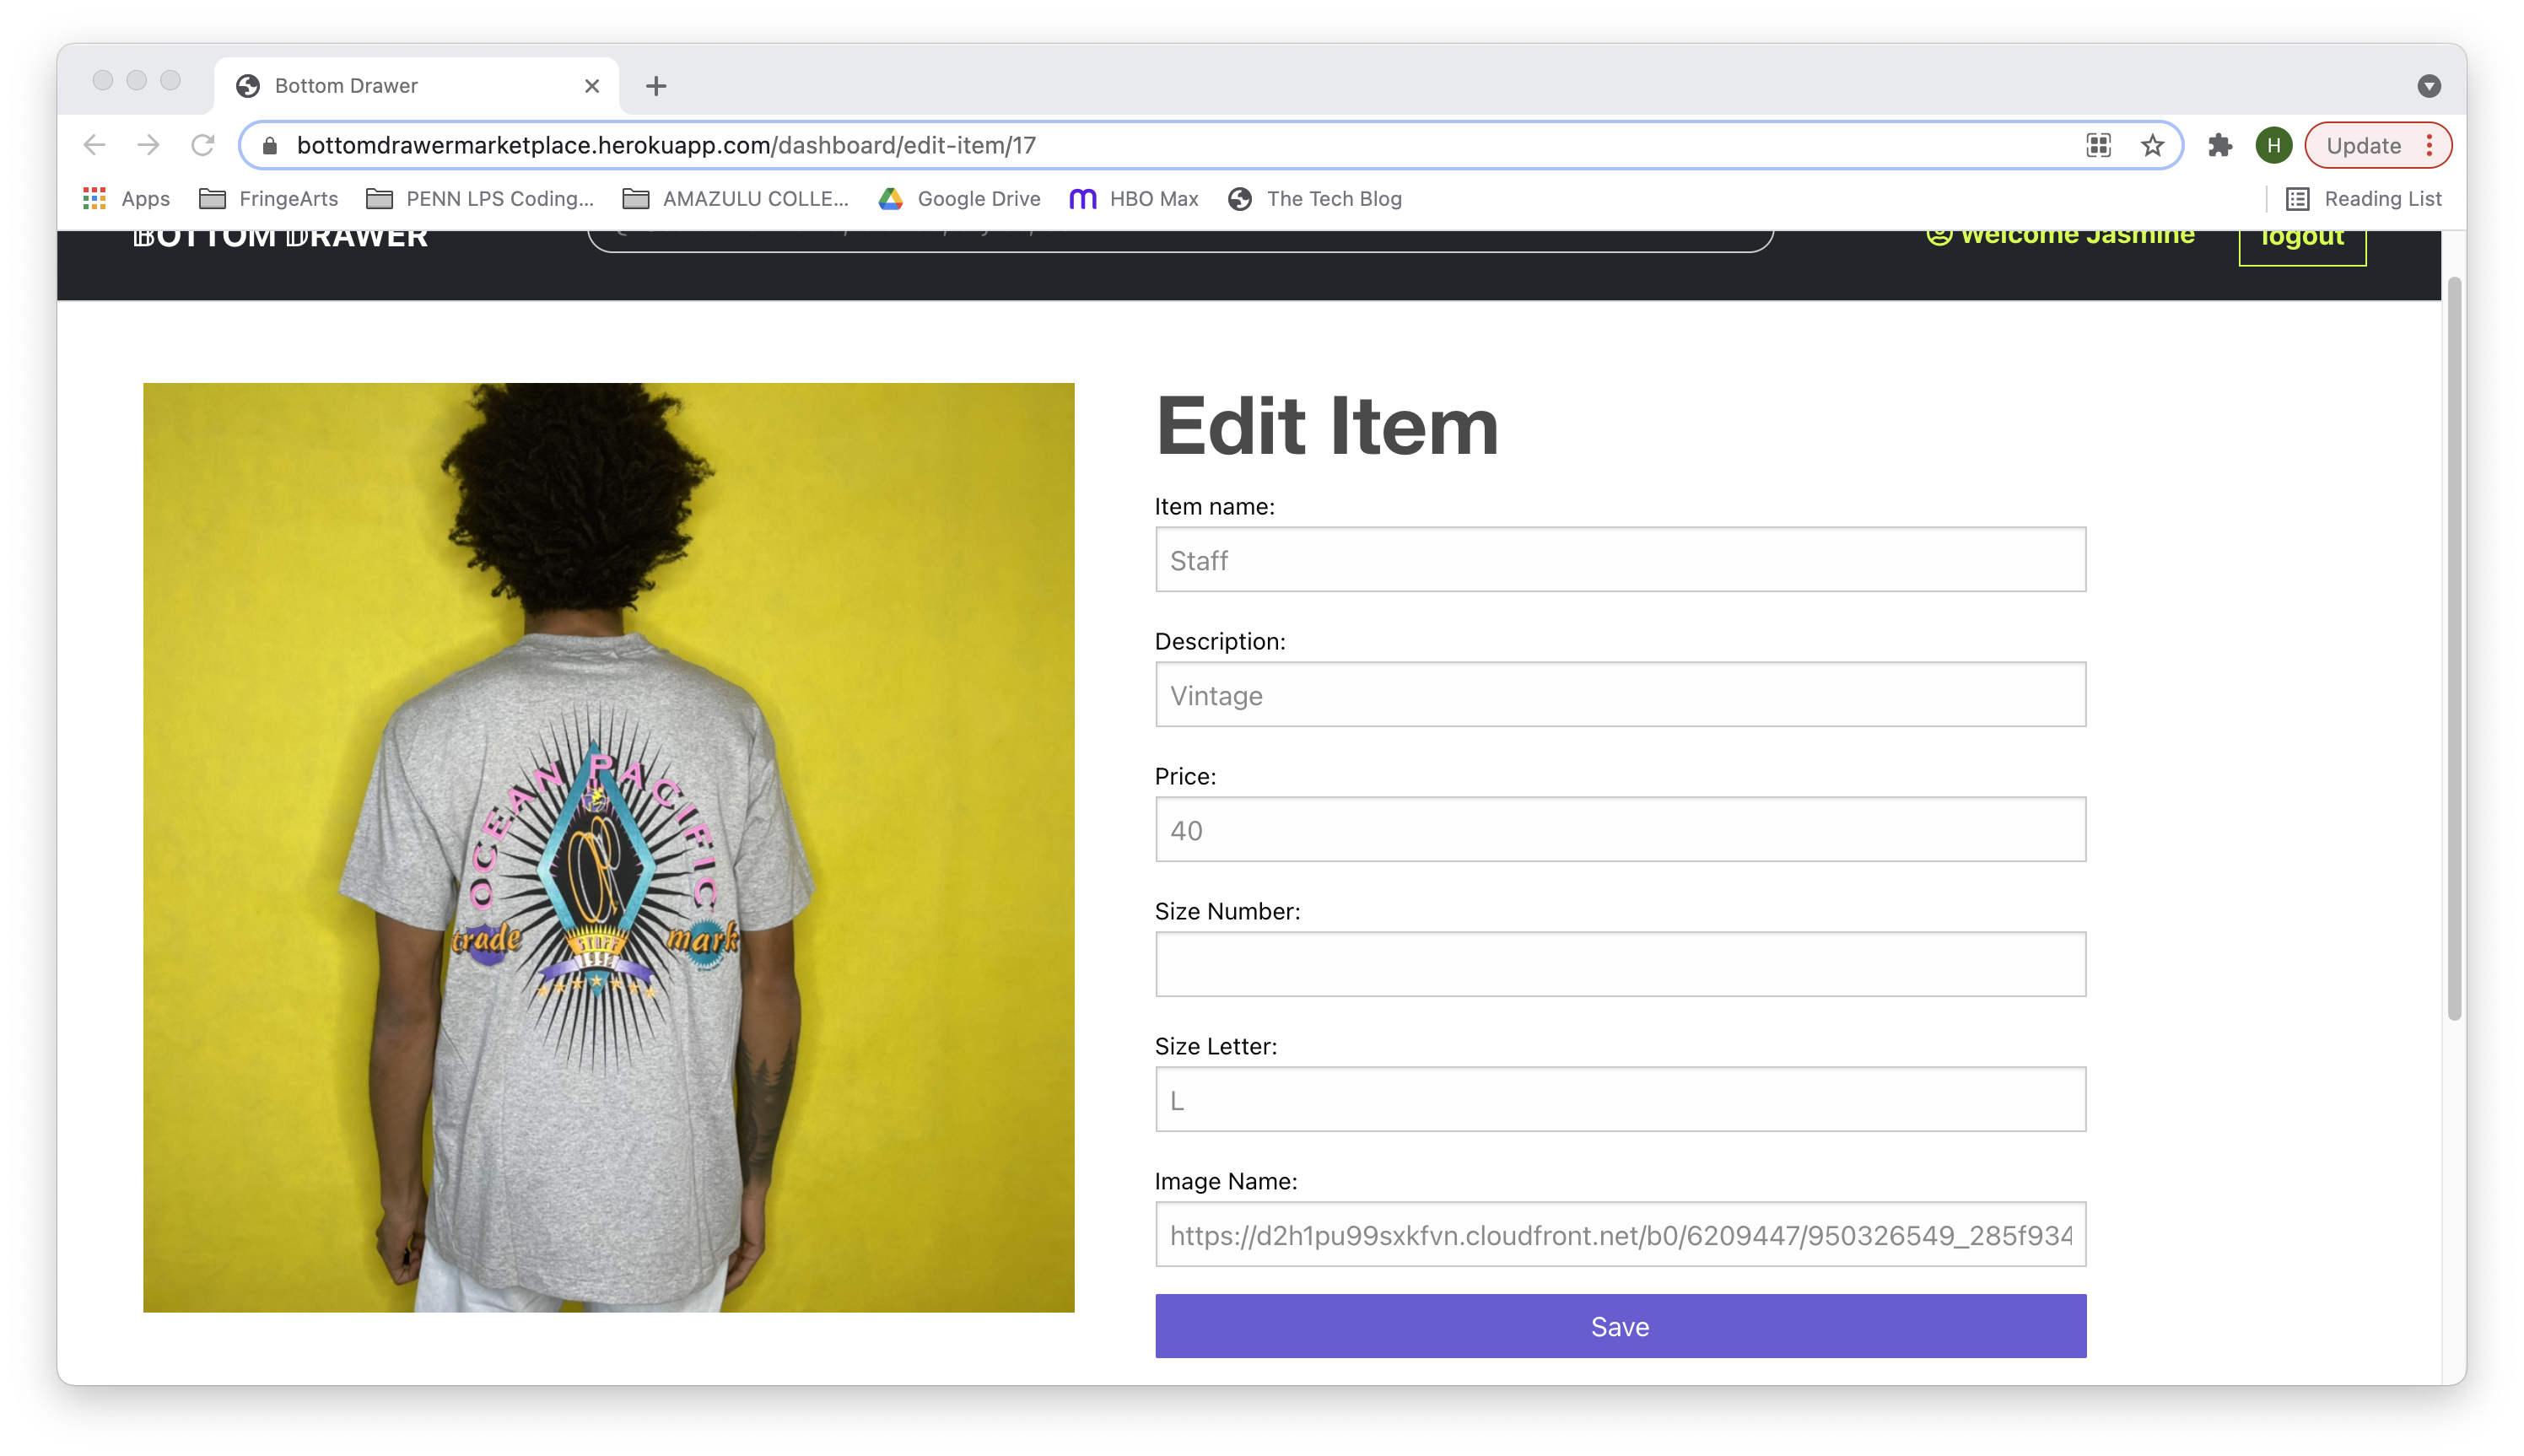 Bottom Drawer
bottomdrawermarketplace.herokuapp.com/dashboard/edit-item/17
H
Update
Apps
FringeArts
PENN LPS Coding...
AMAZULU COLLE...
Google Drive
HBO Max
The Tech Blog
Reading List
BOTTOM DRAWER
Welcome Jasmine
logout
OCEAN PACIFIC
OP
trade
mark
STAFF
Edit Item
Item name:
Staff
Description:
Vintage
Price:
40
Size Number:
Size Letter:
L
Image Name:
https://d2h1pu99sxkfvn.cloudfront.net/b0/6209447/950326549_285f934
Save